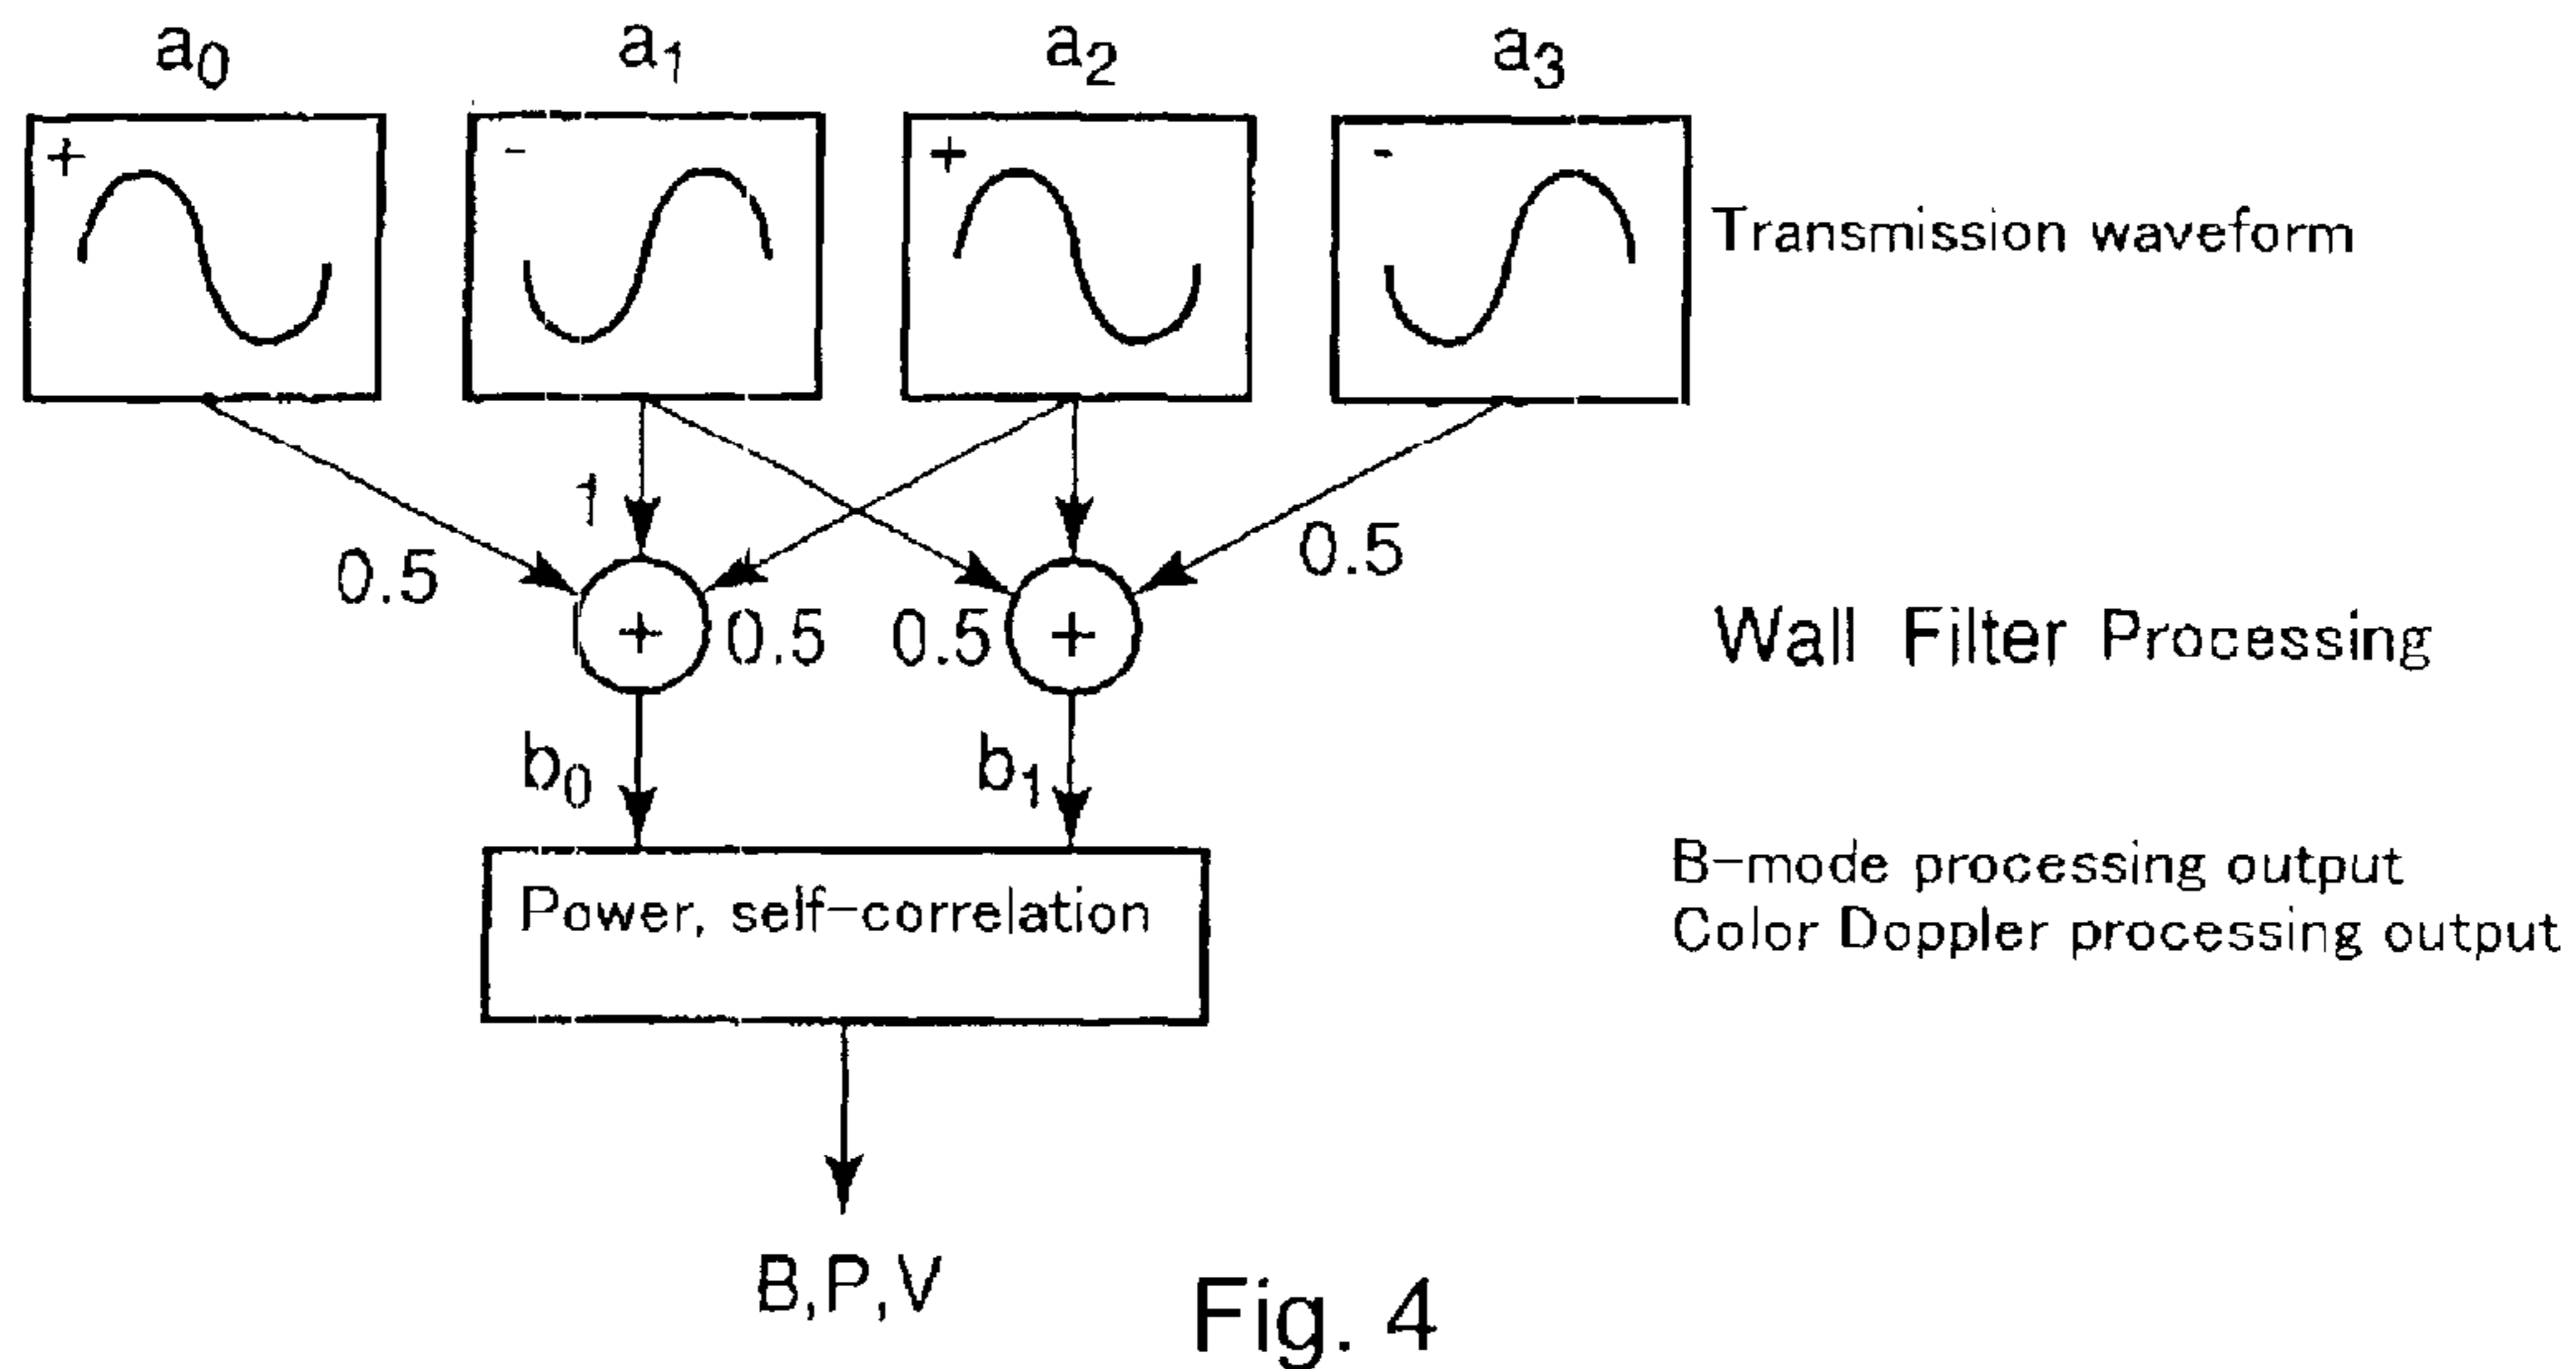 a0 a1 a2 a3
+ - + -
Transmission waveform
1
0.5 0.5
+ 0.5 0.5 +
Wall Filter Processing
b0 b1
B-mode processing output
Power, self-correlation
Color Doppler processing output
B,P,V
Fig. 4